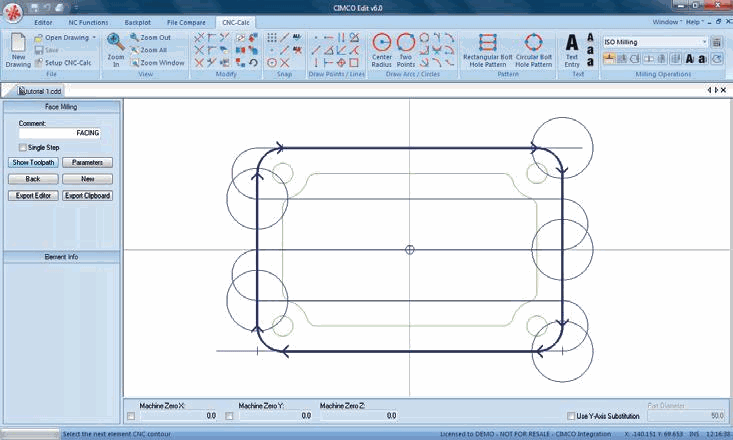 CIMCO Edit v6.0
Editor NC Functions Backplot File Compare CNC-Calc Window Help
New Drawing
Open Drawing
Save
Setup CNC-Calc
File
Zoom In
Zoom Out
Zoom All
Zoom Window
View
Modify
Snap
Draw Points / Lines
Center Radius
Two Points
Draw Arcs / Circles
Rectangular Bolt Hole Pattern
Circular Bolt Hole Pattern
Pattern
Text Entry
Text
ISO Milling
Milling Operations
tutorial 1.cdd
Face Milling
Comment:
FACING
Single Step
Show Toolpath Parameters
Back New
Export Editor Export Clipboard
Element Info
Machine Zero X: 0.0 Machine Zero Y: 0.0 Machine Zero Z: 0.0
Use Y-Axis Substitution
Part Diameter
50.0
Select the next element CNC contour
Licensed to DEMO - NOT FOR RESALE - CIMCO Integration
X: -140.151 Y: 69.653 INS 12:16:38